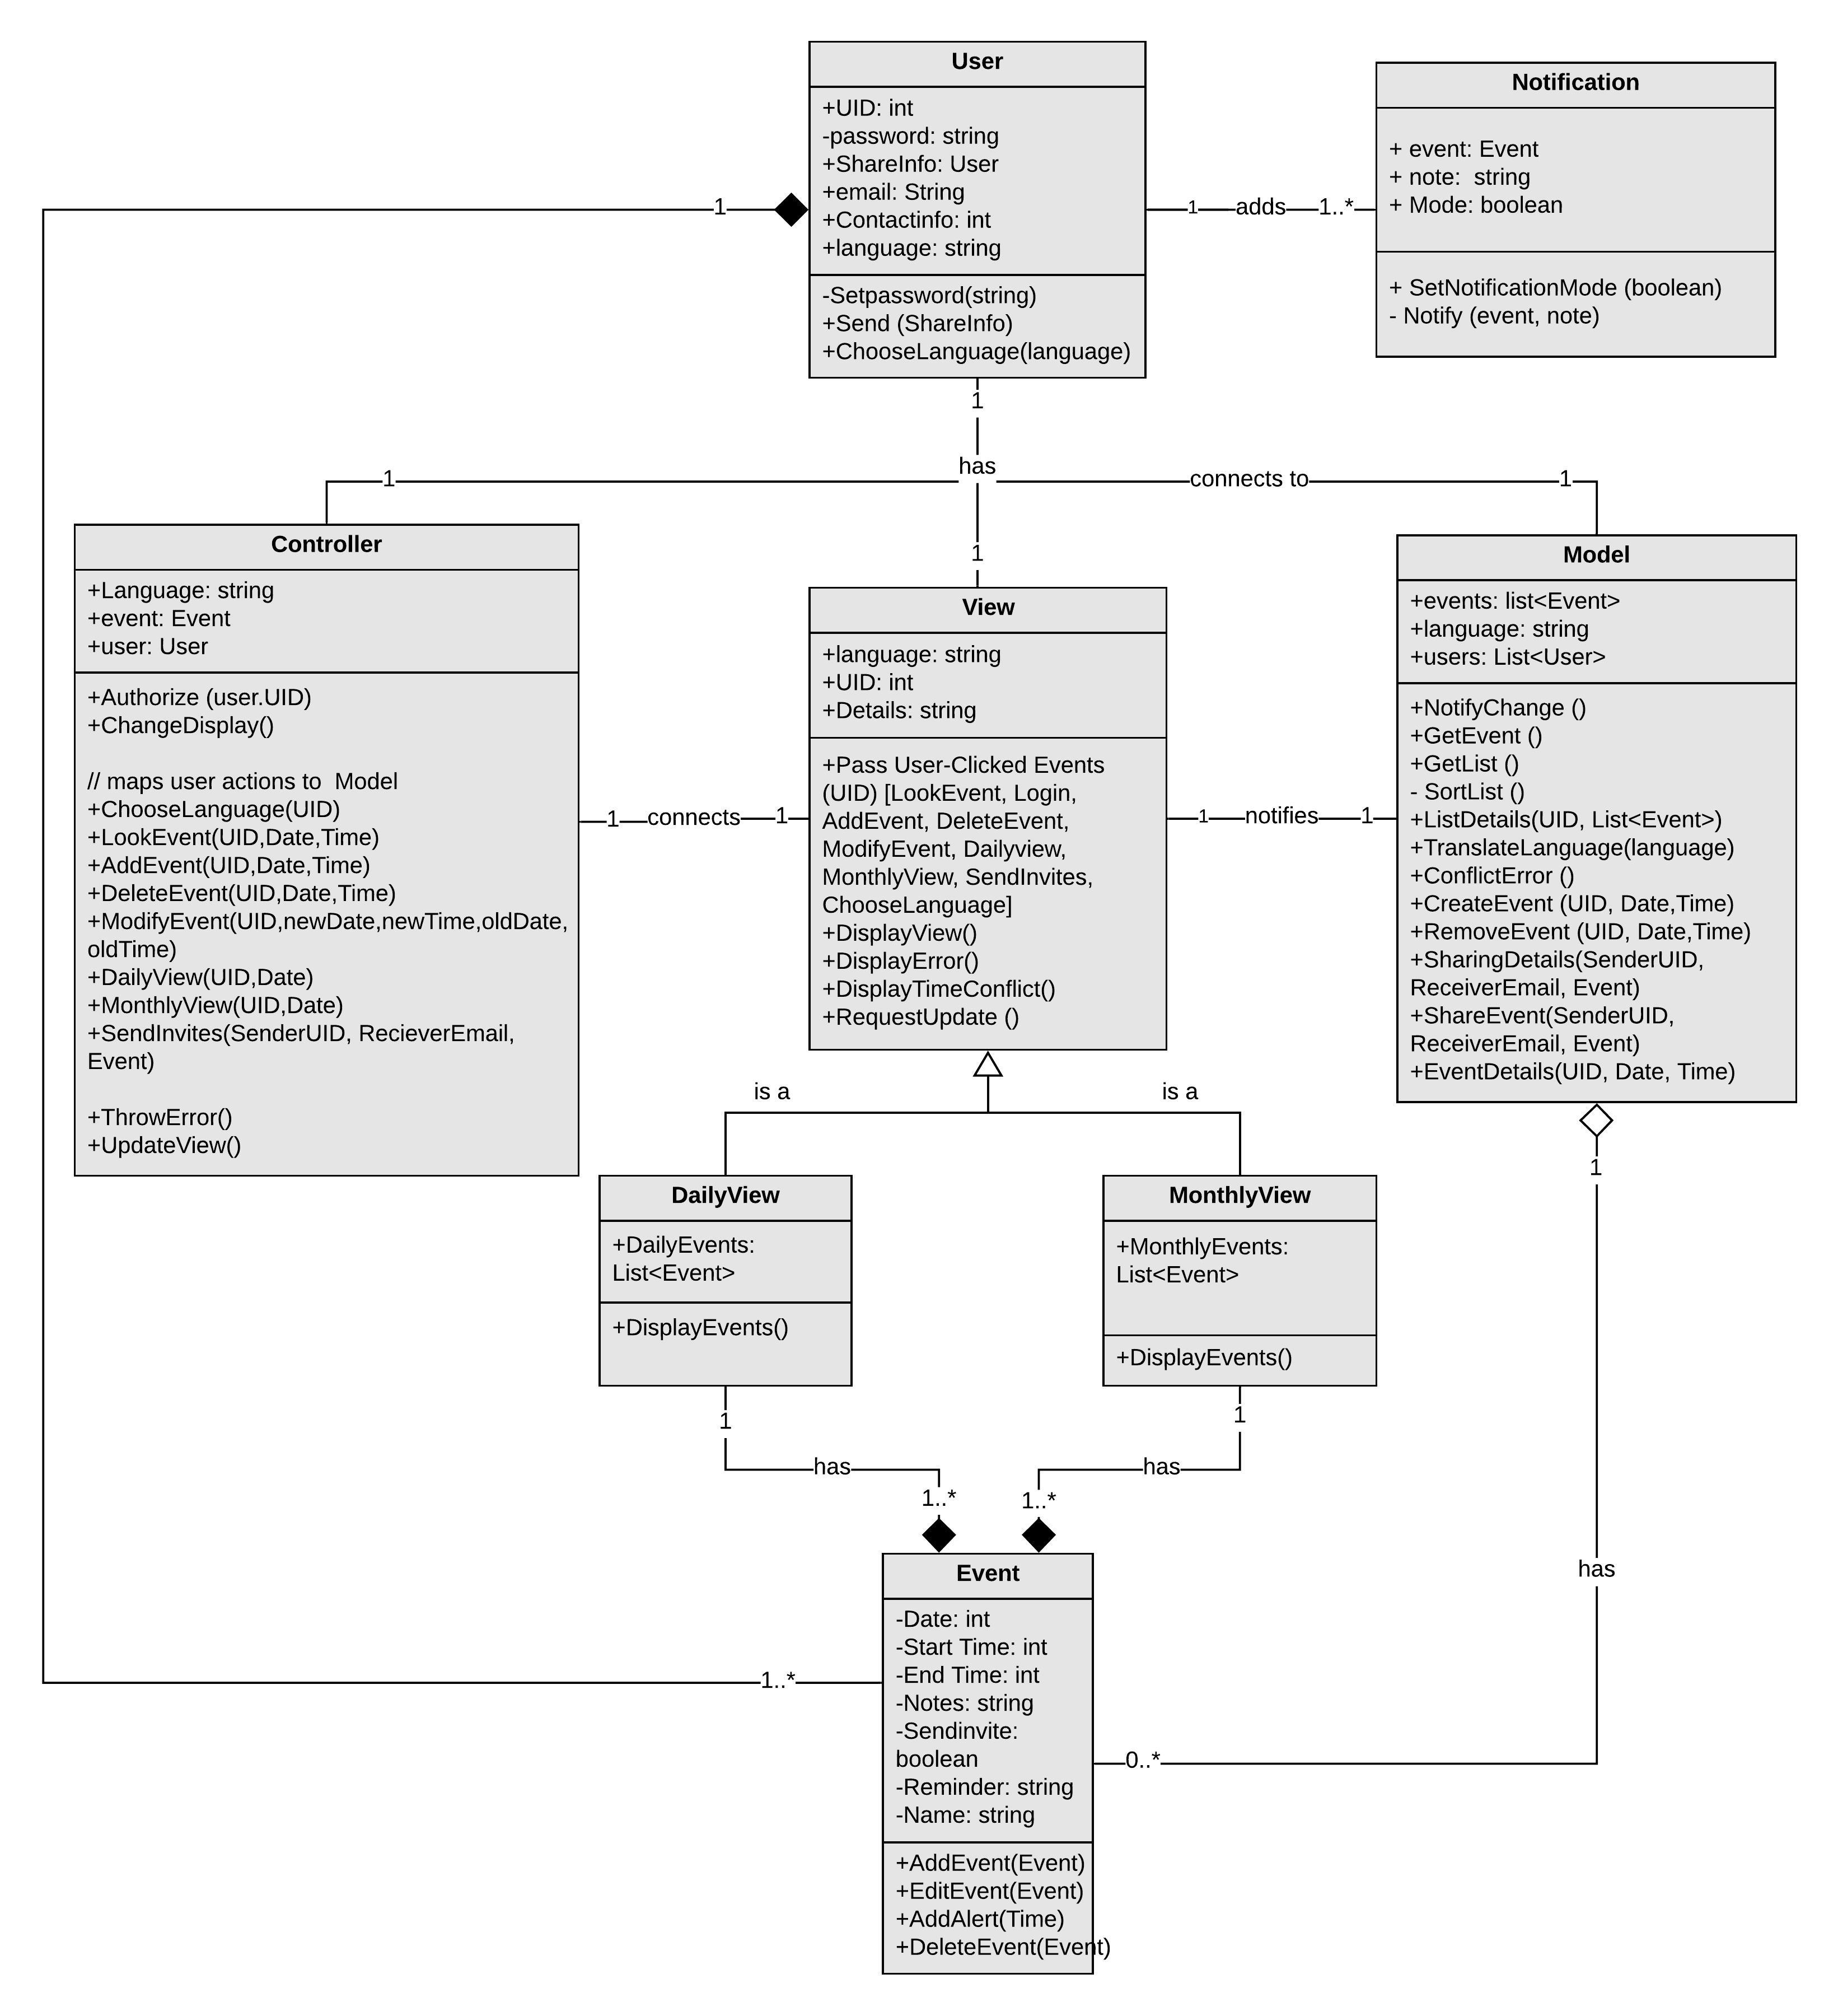 User
+UID: int
-password: string
+ShareInfo: User
+email: String
+Contactinfo: int
+language: string
-Setpassword(string)
+Send (ShareInfo)
+ChooseLanguage(language)
Notification
+ event: Event
+ note:  string
+ Mode: boolean
+ SetNotificationMode (boolean)
- Notify (event, note)
1
1
adds
1..*
1
has
1
connects to
1
1
Controller
+Language: string
+event: Event
+user: User
+Authorize (user.UID)
+ChangeDisplay()
// maps user actions to  Model
+ChooseLanguage(UID)
+LookEvent(UID,Date,Time)
+AddEvent(UID,Date,Time)
+DeleteEvent(UID,Date,Time)
+ModifyEvent(UID,newDate,newTime,oldDate,
oldTime)
+DailyView(UID,Date)
+MonthlyView(UID,Date)
+SendInvites(SenderUID, RecieverEmail,
Event)
+ThrowError()
+UpdateView()
1
connects
1
View
+language: string
+UID: int
+Details: string
+Pass User-Clicked Events
(UID) [LookEvent, Login,
AddEvent, DeleteEvent,
ModifyEvent, Dailyview,
MonthlyView, SendInvites,
ChooseLanguage]
+DisplayView()
+DisplayError()
+DisplayTimeConflict()
+RequestUpdate ()
1
notifies
1
Model
+events: list<Event>
+language: string
+users: List<User>
+NotifyChange ()
+GetEvent ()
+GetList ()
- SortList ()
+ListDetails(UID, List<Event>)
+TranslateLanguage(language)
+ConflictError ()
+CreateEvent (UID, Date,Time)
+RemoveEvent (UID, Date,Time)
+SharingDetails(SenderUID,
ReceiverEmail, Event)
+ShareEvent(SenderUID,
ReceiverEmail, Event)
+EventDetails(UID, Date, Time)
is a
is a
1
DailyView
+DailyEvents:
List<Event>
+DisplayEvents()
MonthlyView
+MonthlyEvents:
List<Event>
+DisplayEvents()
1
1
has
has
1..*
1..*
has
Event
-Date: int
-Start Time: int
-End Time: int
-Notes: string
-Sendinvite:
boolean
-Reminder: string
-Name: string
+AddEvent(Event)
+EditEvent(Event)
+AddAlert(Time)
+DeleteEvent(Event)
1..*
0..*